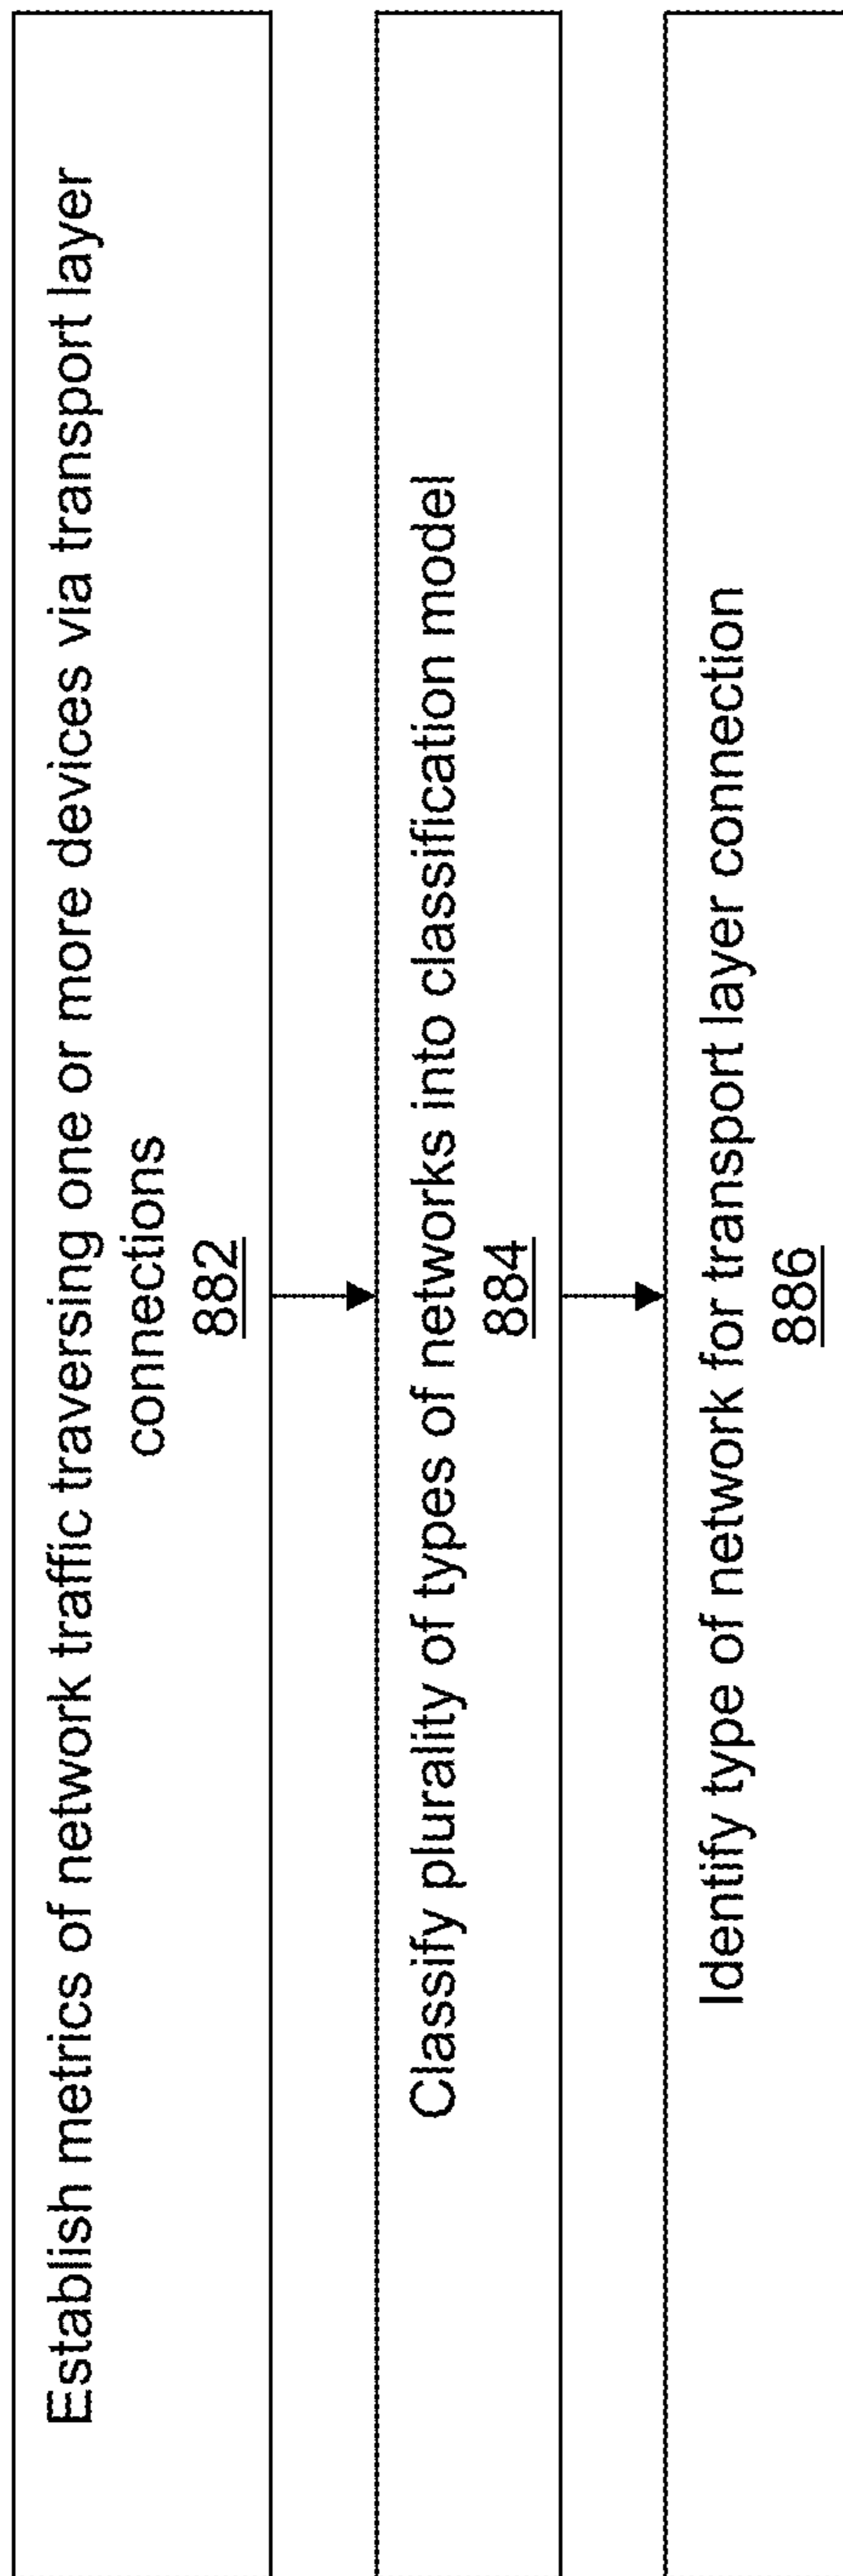 Establish metrics of network traffic traversing one or more devices via transport layer
connections
882
Classify plurality of types of networks into classification model
884
Identify type of network for transport layer connection
886